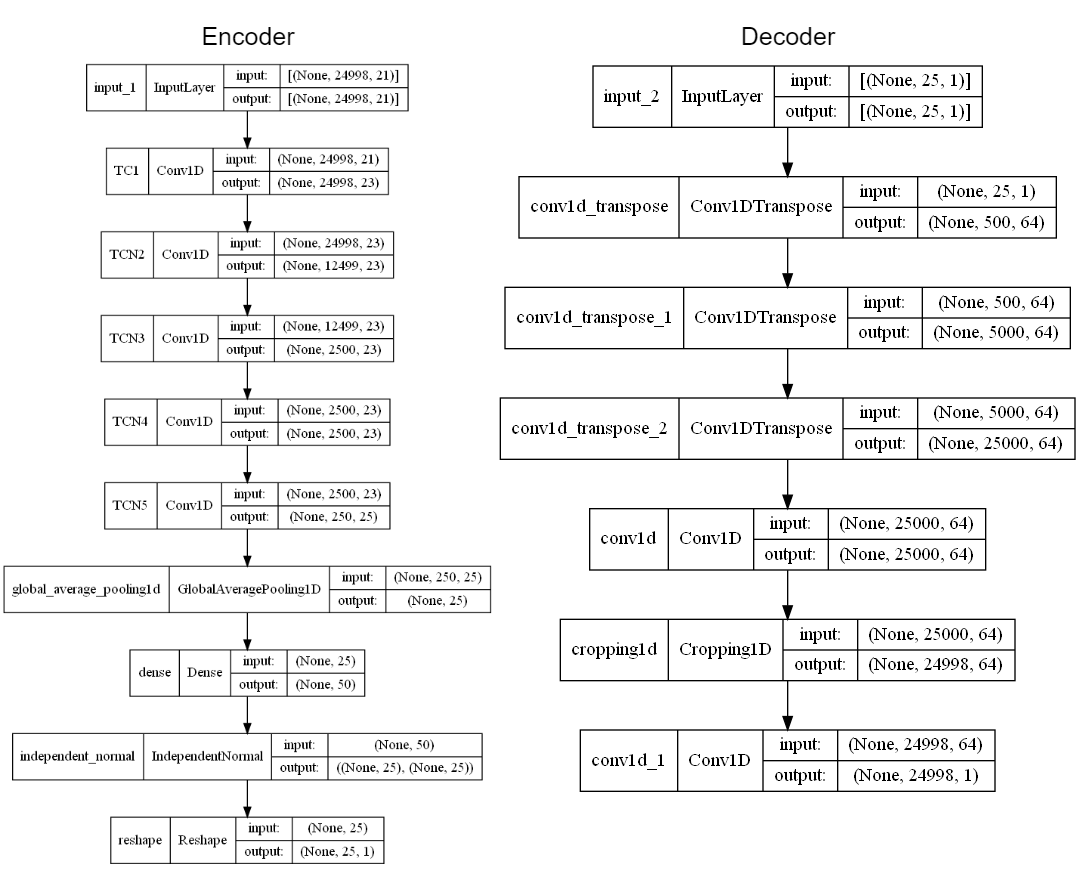 Encoder
input_1 InputLayer input: [(None, 24998, 21)]
output: [(None, 24998, 21)]
TC1 Conv1D input: (None, 24998, 21)
output: (None, 24998, 23)
TCN2 Conv1D input: (None, 24998, 23)
output: (None, 12499, 23)
TCN3 Conv1D input: (None, 12499, 23)
output: (None, 2500, 23)
TCN4 Conv1D input: (None, 2500, 23)
output: (None, 2500, 23)
TCN5 Conv1D input: (None, 2500, 23)
output: (None, 250, 25)
global_average_pooling1d GlobalAveragePooling1D input: (None, 250, 25)
output: (None, 25)
dense Dense input: (None, 25)
output: (None, 50)
independent_normal IndependentNormal input: (None, 50)
output: ((None, 25), (None, 25))
reshape Reshape input: (None, 25)
output: (None, 25, 1)
Decoder
input_2 InputLayer input: [(None, 25, 1)]
output: [(None, 25, 1)]
conv1d_transpose Conv1DTranspose input: (None, 25, 1)
output: (None, 500, 64)
conv1d_transpose_1 Conv1DTranspose input: (None, 500, 64)
output: (None, 5000, 64)
conv1d_transpose_2 Conv1DTranspose input: (None, 5000, 64)
output: (None, 25000, 64)
conv1d Conv1D input: (None, 25000, 64)
output: (None, 25000, 64)
cropping1d Cropping1D input: (None, 25000, 64)
output: (None, 24998, 64)
conv1d_1 Conv1D input: (None, 24998, 64)
output: (None, 24998, 1)